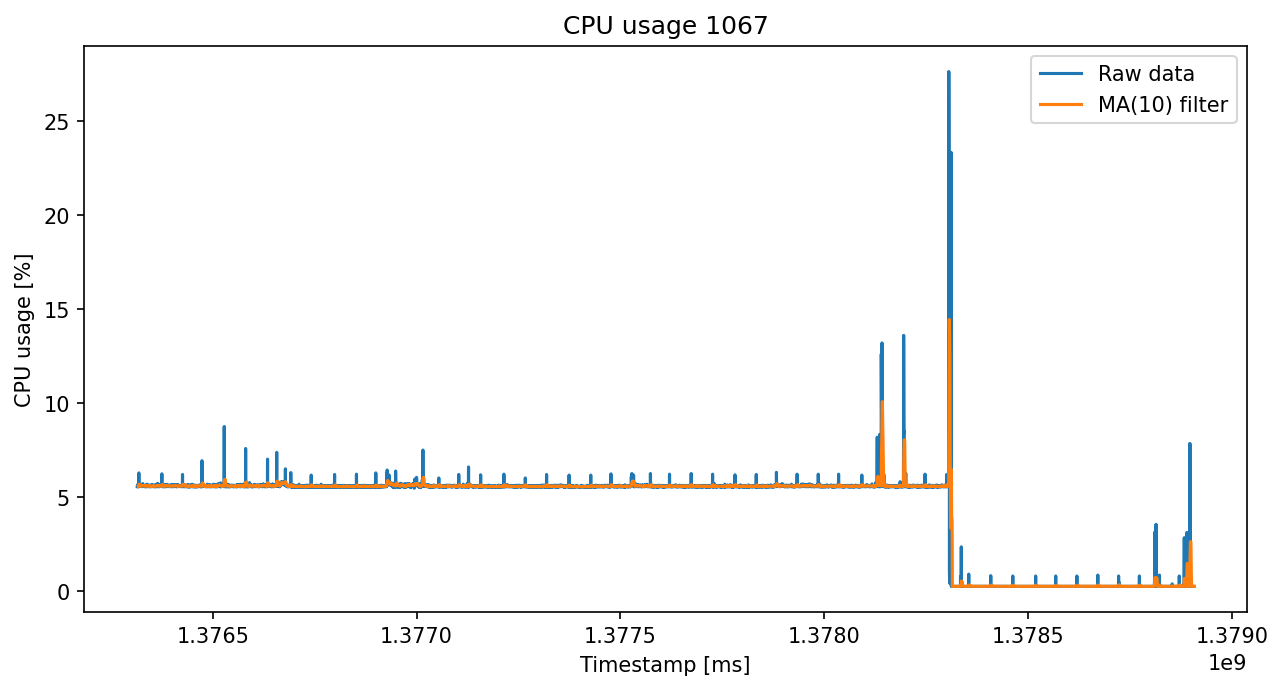 CPU usage 1067
Raw data
MA(10) filter
CPU usage [%]
25
20
15
10
5
0
1.3765 1.3770 1.3775 1.3780 1.3785 1.3790
1e9
Timestamp [ms]